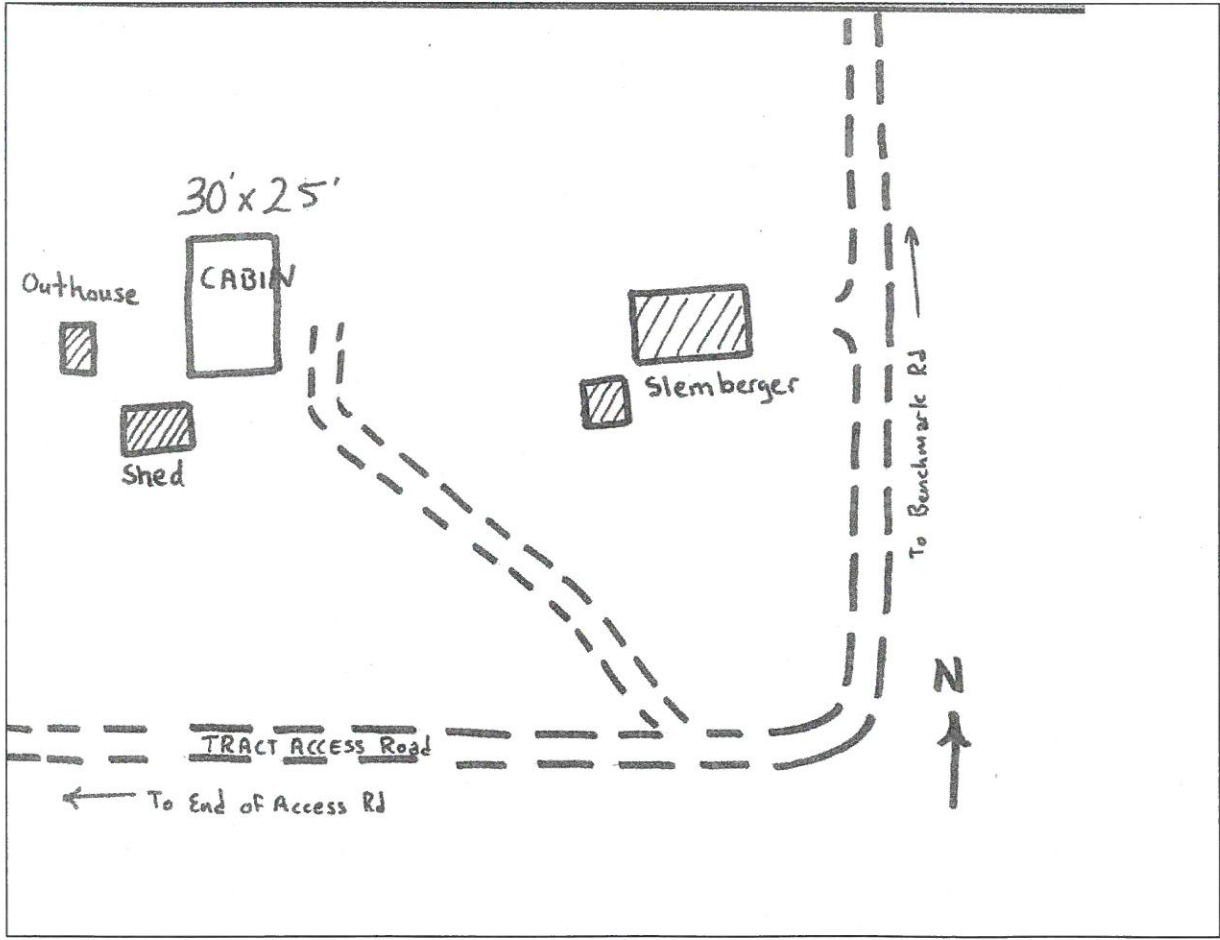 30'x25'
CABIN
Outhouse
Shed
Slemberger
To Benchmark Rd
N
TRACT ACCESS Road
← To End of Access Rd